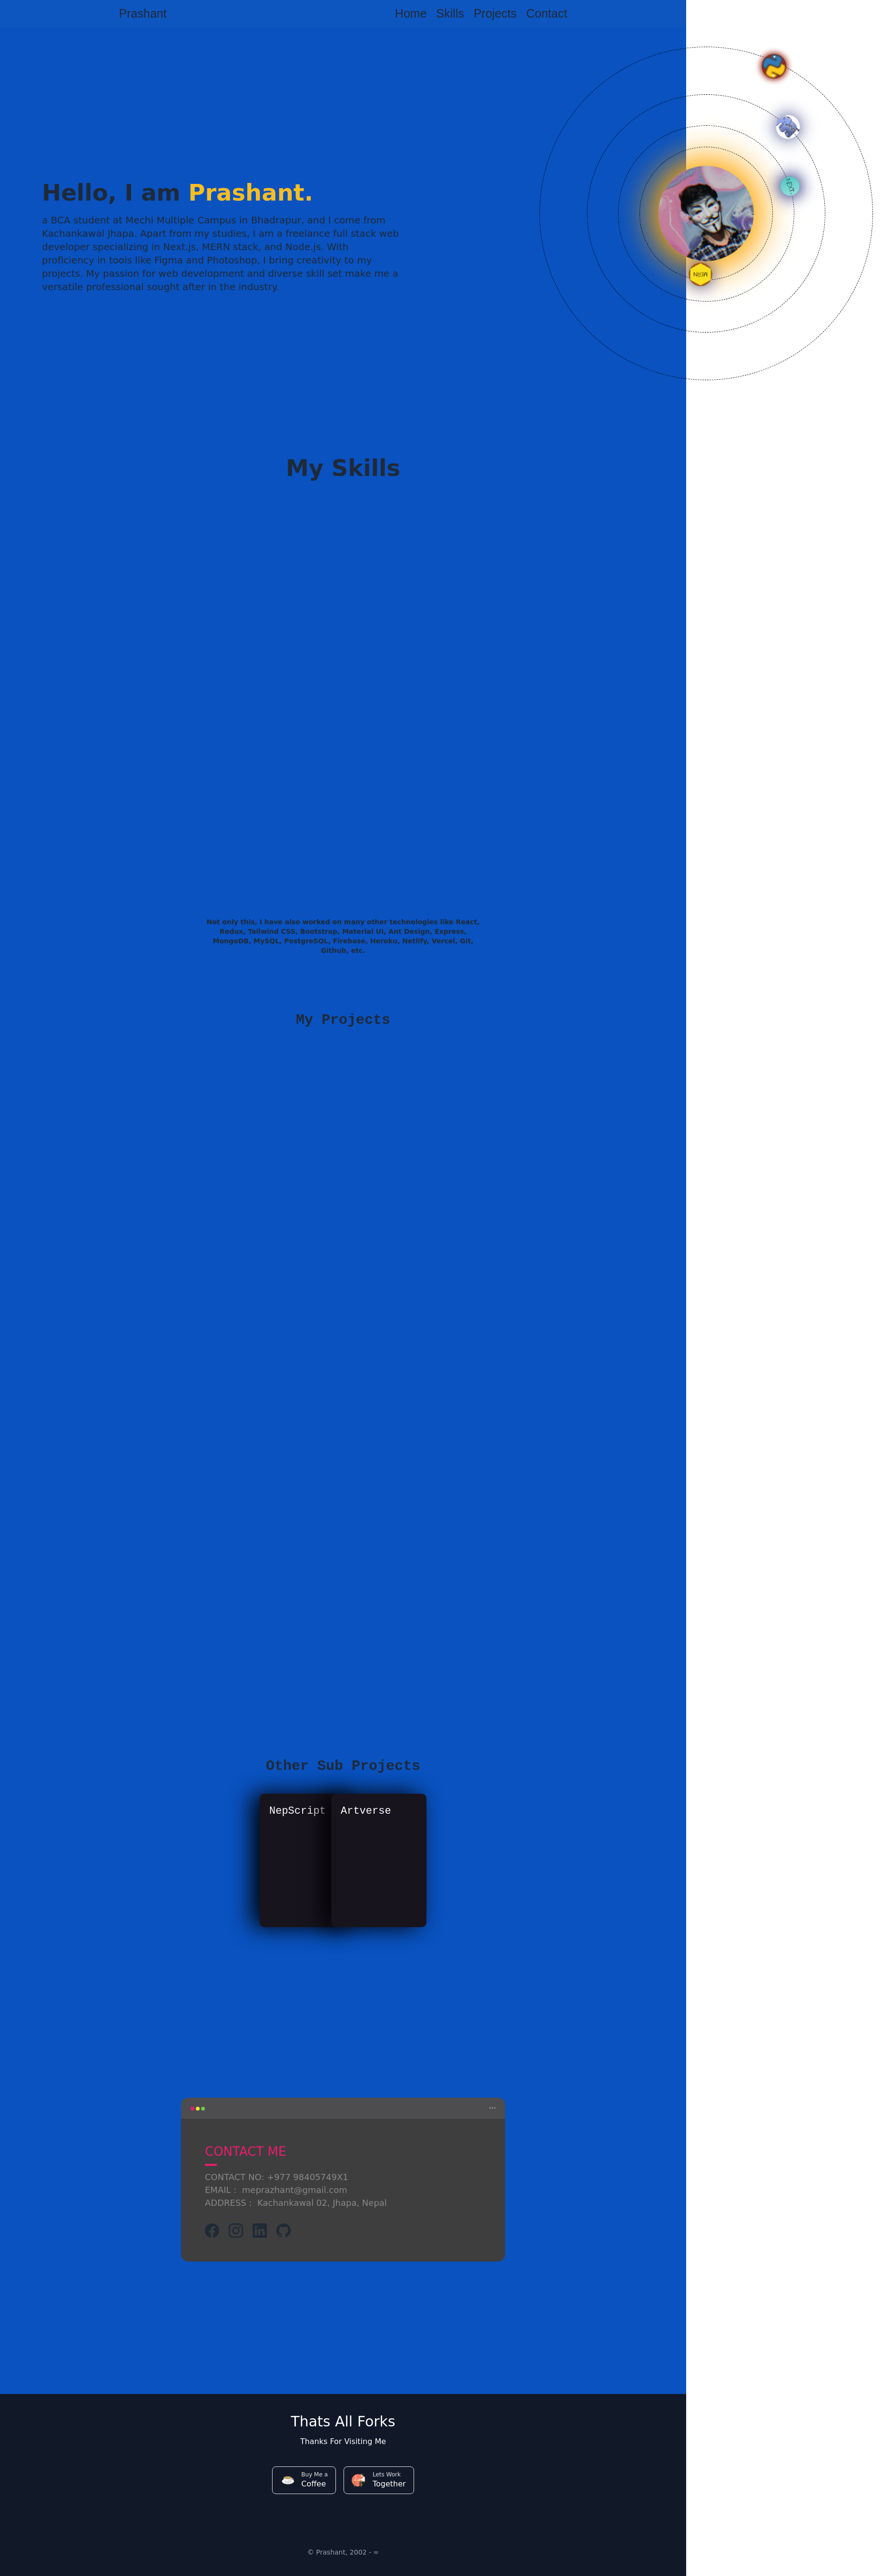 Prashant
Home Skills Projects Contact
Hello, I am Prashant.
a BCA student at Mechi Multiple Campus in Bhadrapur, and I come from
Kachankawal Jhapa. Apart from my studies, I am a freelance full stack web
developer specializing in Next.js, MERN stack, and Node.js. With
proficiency in tools like Figma and Photoshop, I bring creativity to my
projects. My passion for web development and diverse skill set make me a
versatile professional sought after in the industry.
MERN
My Skills
Not only this, I have also worked on many other technologies like React,
Redux, Tailwind CSS, Bootstrap, Material UI, Ant Design, Express,
MongoDB, MySQL, PostgreSQL, Firebase, Heroku, Netlify, Vercel, Git,
Github, etc.
My Projects
Other Sub Projects
NepScript
Artverse
CONTACT ME
CONTACT NO: +977 98405749X1
EMAIL : meprazhant@gmail.com
ADDRESS : Kachankawal 02, Jhapa, Nepal
Thats All Forks
Thanks For Visiting Me
Buy Me a
Coffee
Lets Work
Together
© Prashant, 2002 - ∞